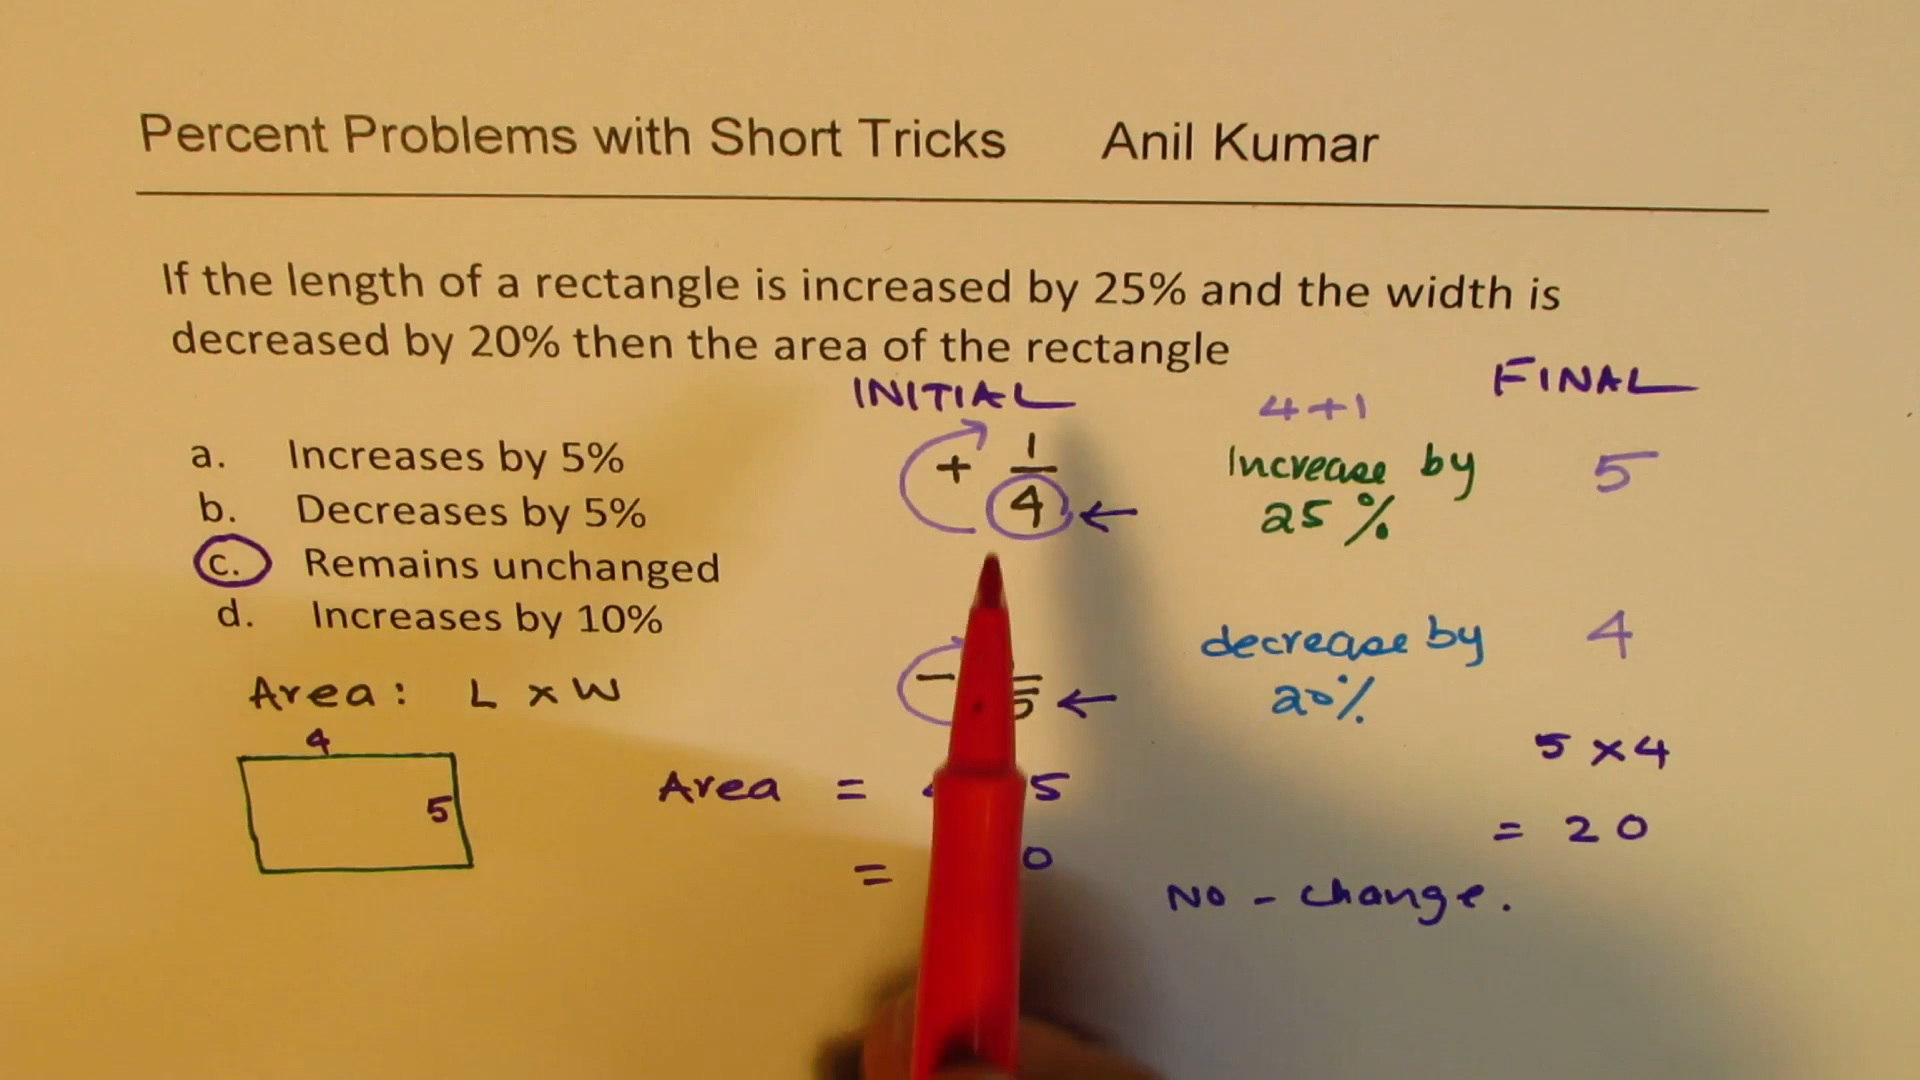 Percent Problems with Short Tricks Anil Kumar
If the length of a rectangle is increased by 25% and the width is
decreased by 20% then the area of the rectangle
INITIAL FINAL
a. Increases by 5%
b. Decreases by 5%
c. Remains unchanged
d. Increases by 10%
Area: L x W
4
5
+ 1
4 ←
4+1
Increase by 5
25%
- 5 ←
decrease by 4
20%
Area = 5
= 0
5 x 4
= 20
No - change.